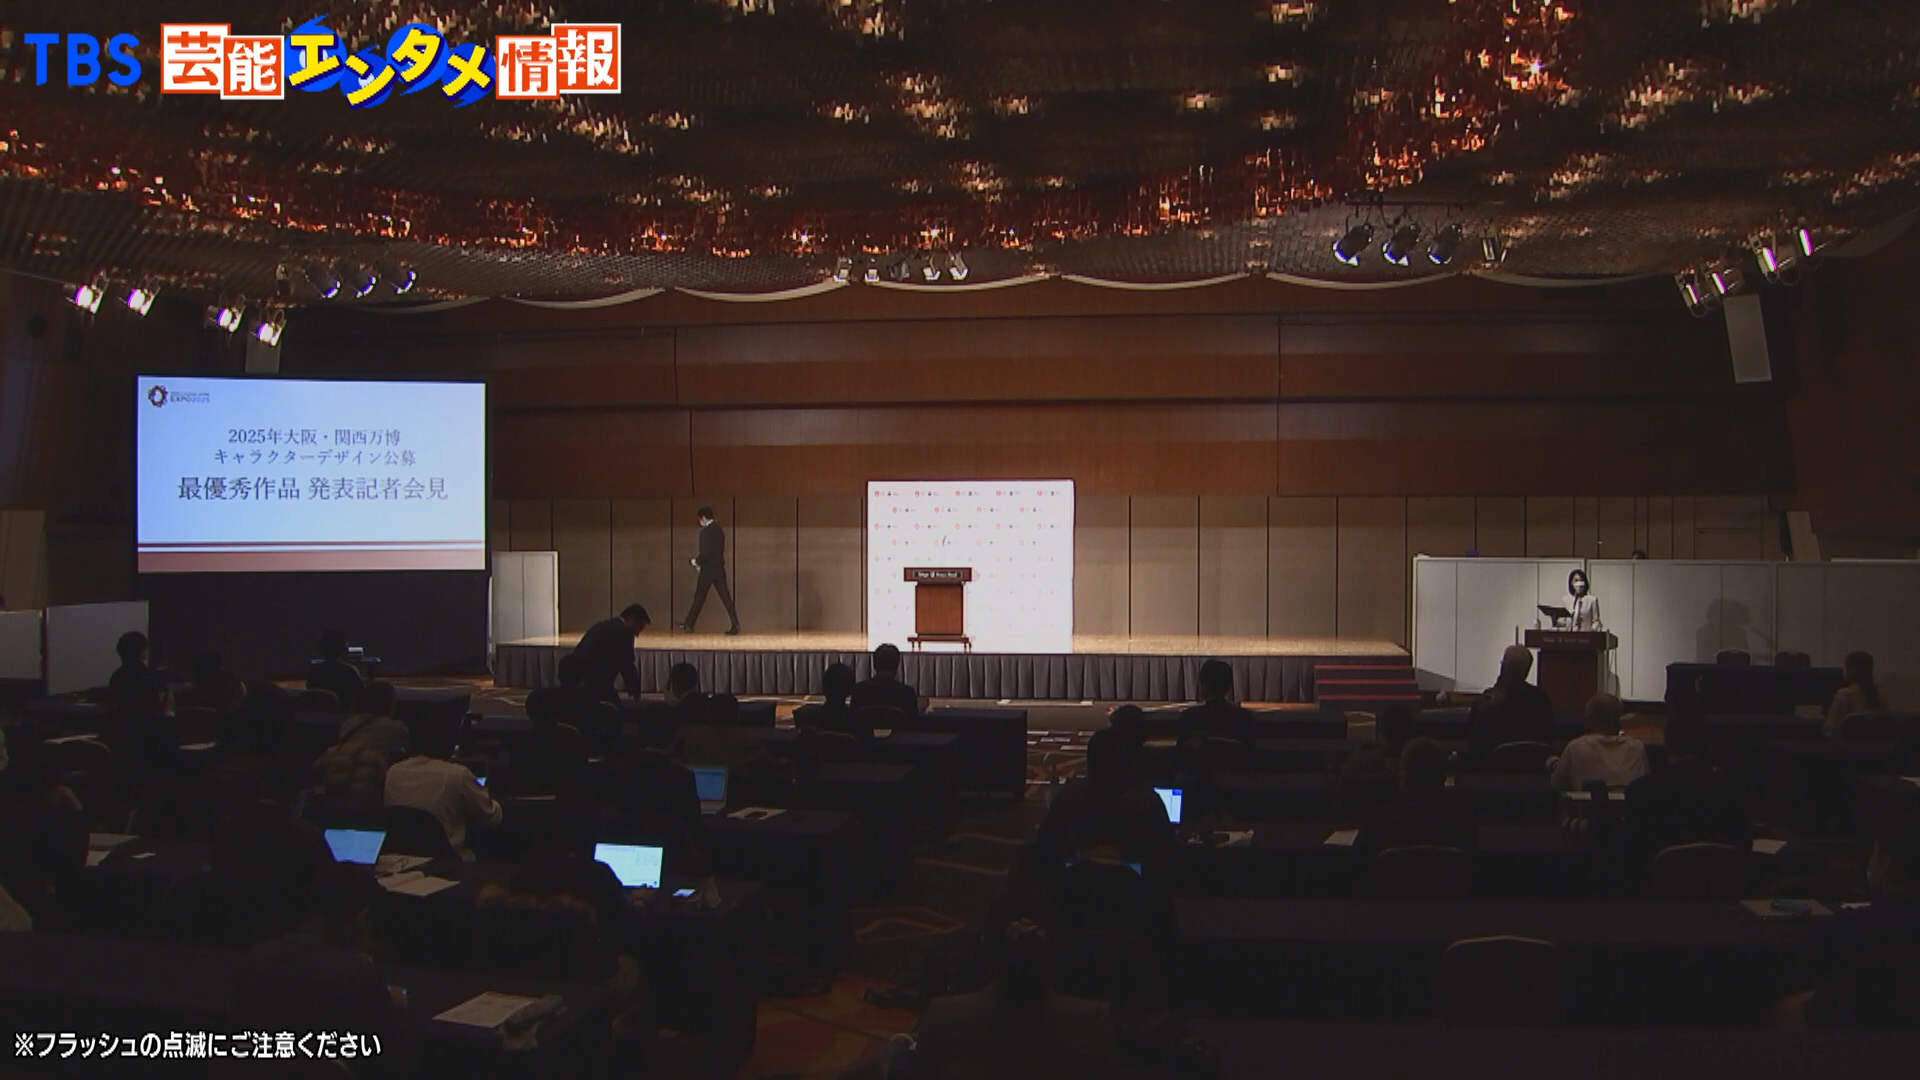 TBS 芸能エンタメ情報
EXPO2025
2025年大阪・関西万博
キャラクターデザイン公募
最優秀作品 発表記者会見
※フラッシュの点滅にご注意ください